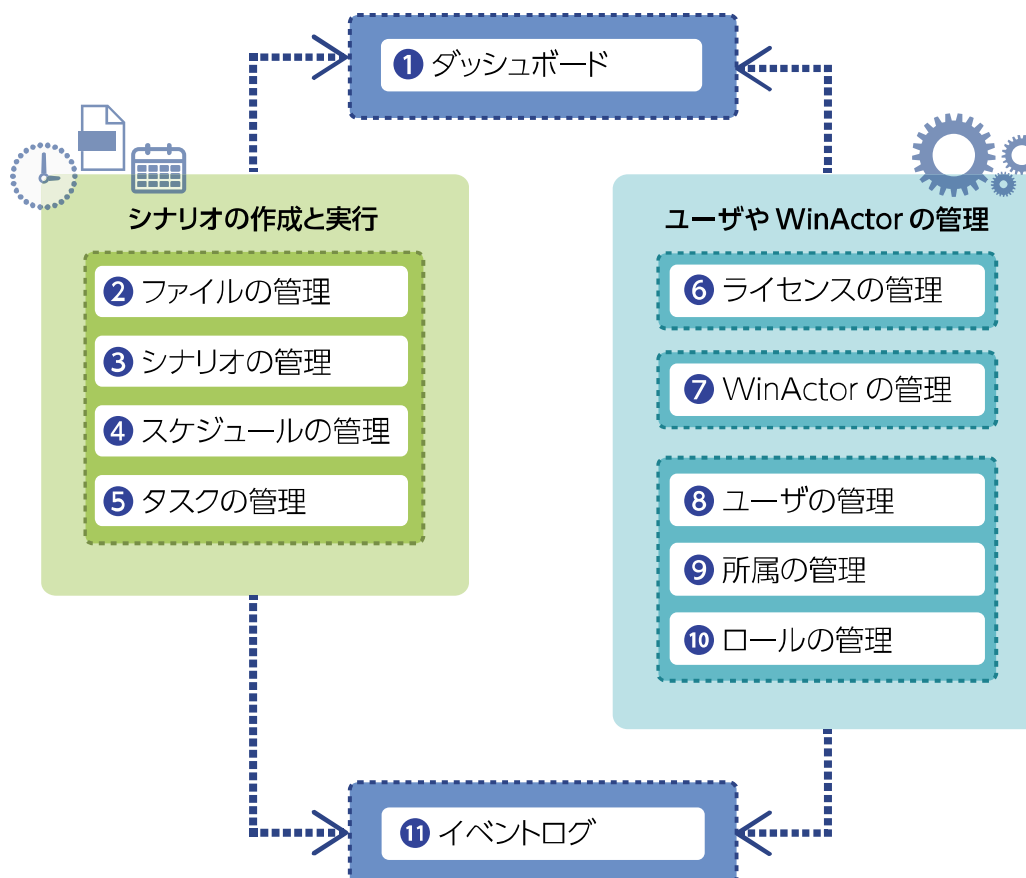 ❶ ダッシュボード
シナリオの作成と実行
❷ ファイルの管理
❸ シナリオの管理
❹ スケジュールの管理
❺ タスクの管理
ユーザや WinActor の管理
❻ ライセンスの管理
❼ WinActor の管理
❽ ユーザの管理
❾ 所属の管理
❿ ロールの管理
⓫ イベントログ